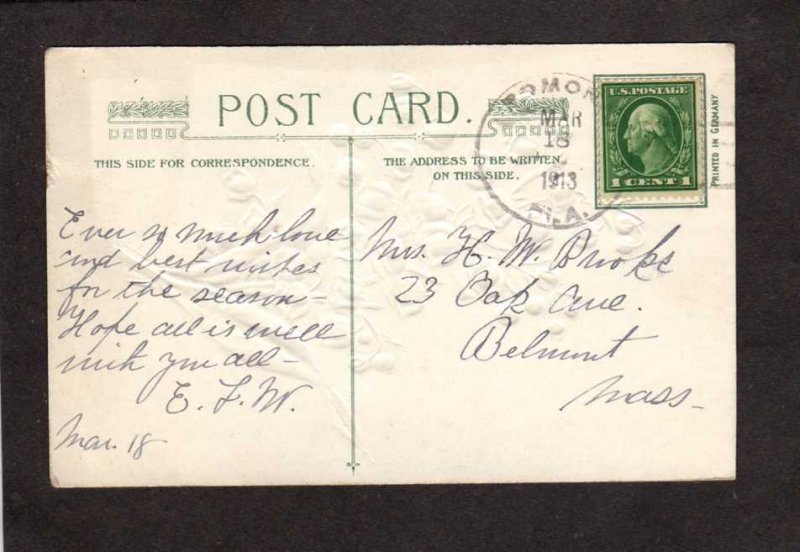 POST CARD.
THIS SIDE FOR CORRESPONDENCE.
THE ADDRESS TO BE WRITTEN
ON THIS SIDE.
POMON
MAR
18
1913
FLA.
U.S. POSTAGE
1 CENT 1
PRINTED IN GERMANY
Ever so much love
and best wishes
for the season –
Hope all is well
with you all –
E. F. W.
Mar. 18
Mrs. H. W. Brooks
23 Oak Ave.
Belmont
Mass –